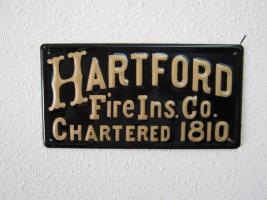 HARTFORD
Fire Ins. Co.
CHARTERED 1810